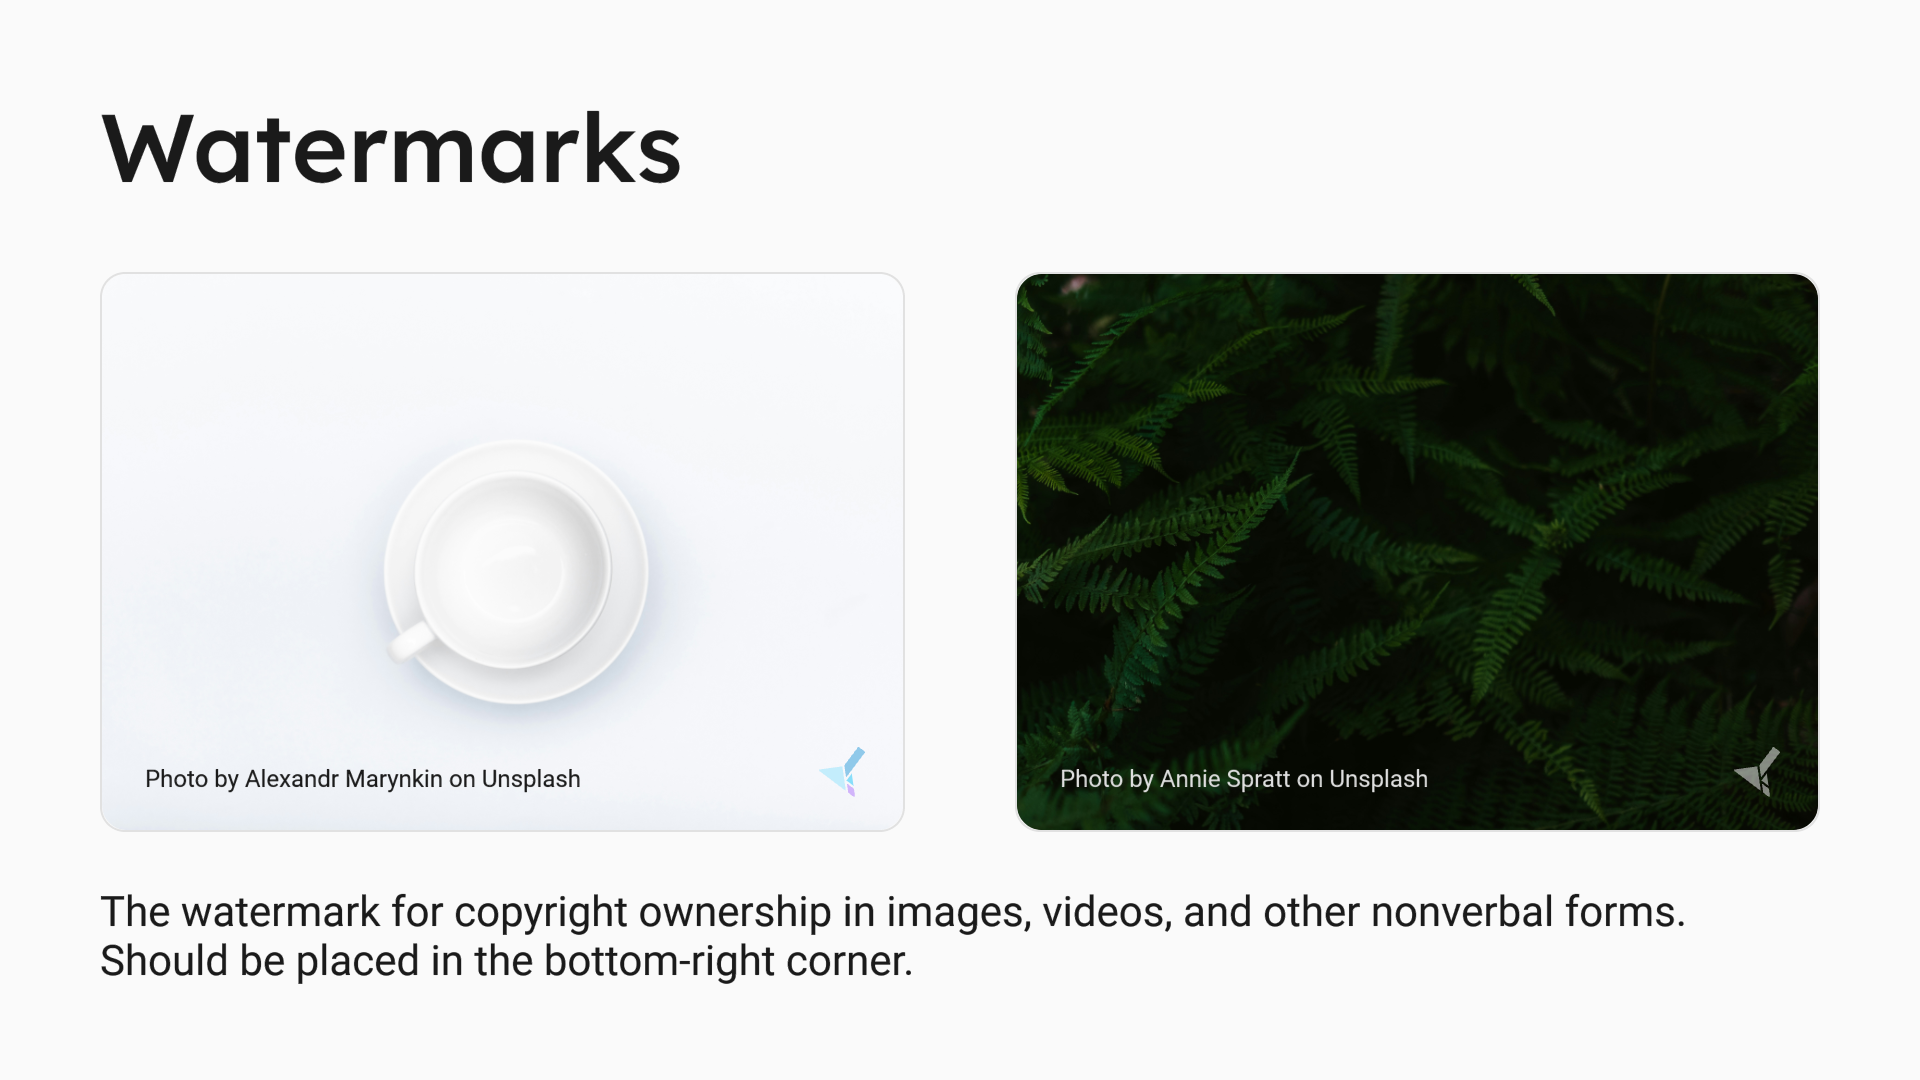 Watermarks
Photo by Alexandr Marynkin on Unsplash
Photo by Annie Spratt on Unsplash
The watermark for copyright ownership in images, videos, and other nonverbal forms.
Should be placed in the bottom-right corner.